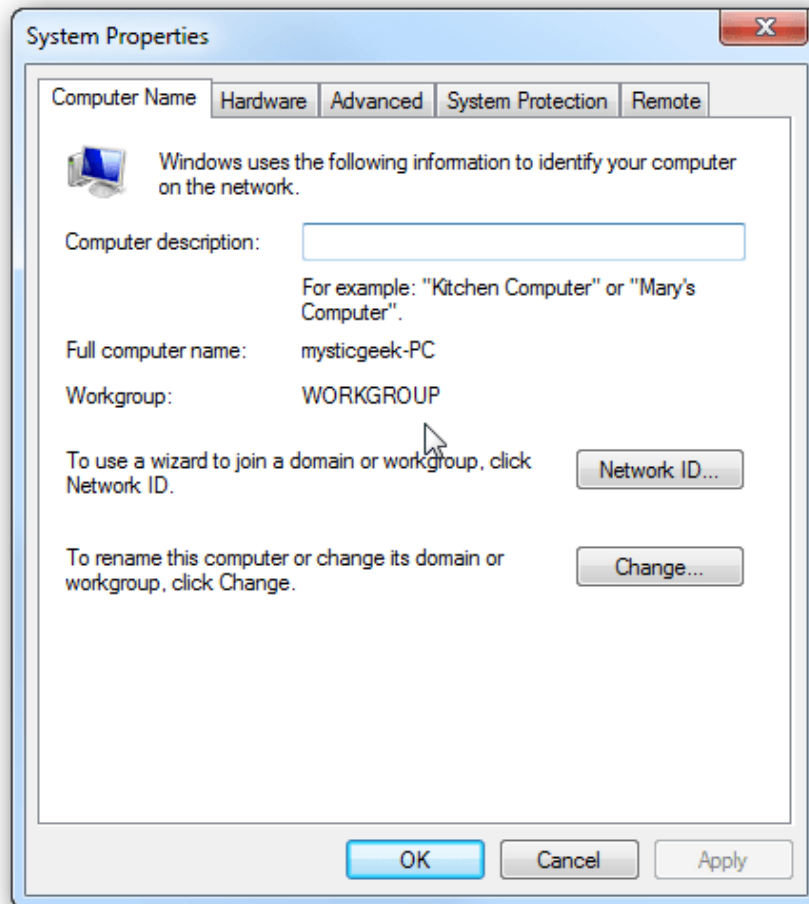 System Properties
Computer Name Hardware Advanced System Protection Remote
Windows uses the following information to identify your computer
on the network.
Computer description:
For example: "Kitchen Computer" or "Mary's
Computer".
Full computer name: mysticgeek-PC
Workgroup: WORKGROUP
To use a wizard to join a domain or workgroup, click
Network ID.
Network ID...
To rename this computer or change its domain or
workgroup, click Change.
Change...
OK Cancel Apply